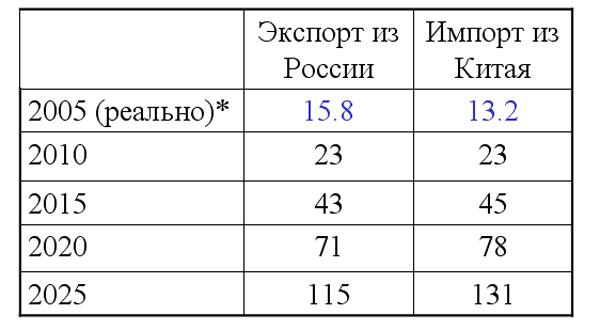 Экспорт из Импорт из
России Китая
2005 (реально)* 15.8 13.2
2010 23 23
2015 43 45
2020 71 78
2025 115 131